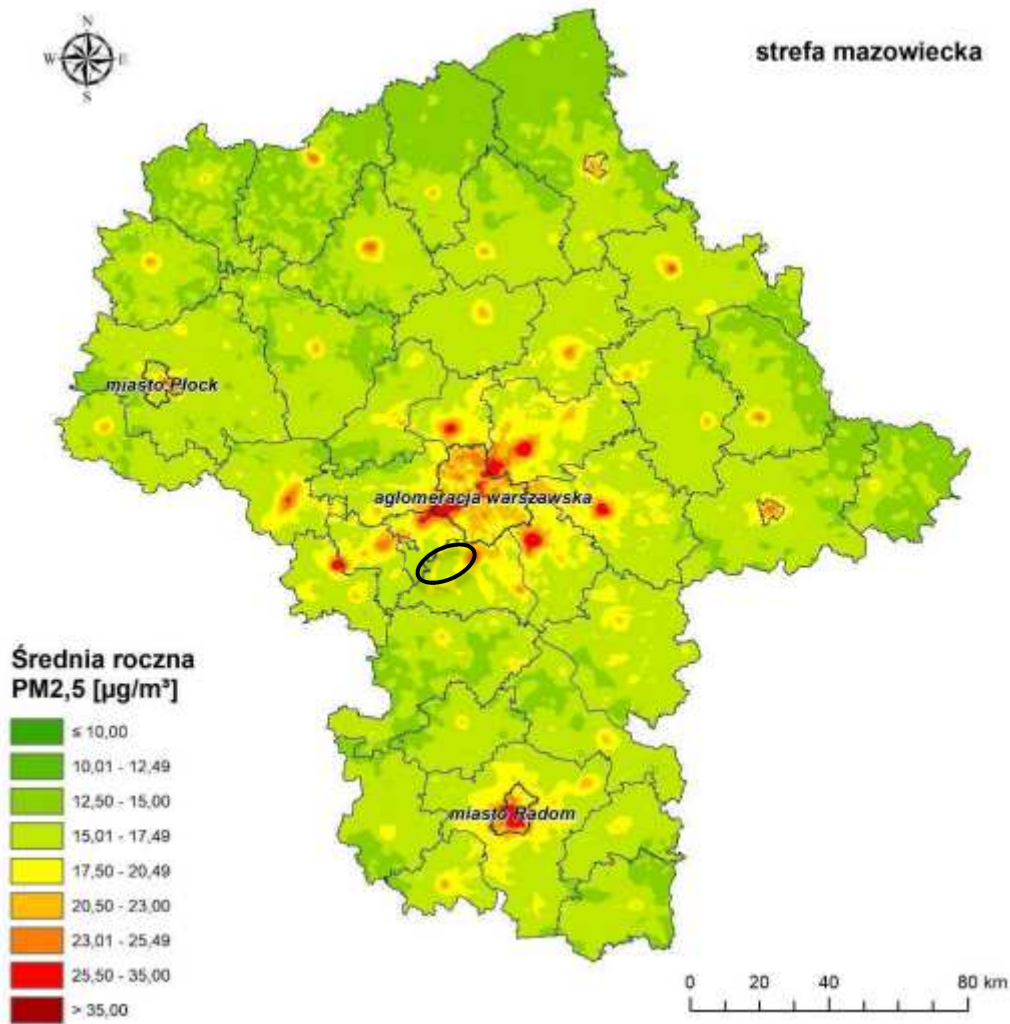 N
W E
S
strefa mazowiecka
miasto Płock
aglomeracja warszawska
miasto Radom
Średnia roczna
PM2,5 [µg/m³]
≤ 10,00
10,01 - 12,49
12,50 - 15,00
15,01 - 17,49
17,50 - 20,49
20,50 - 23,00
23,01 - 25,49
25,50 - 35,00
> 35,00
0 20 40 80 km